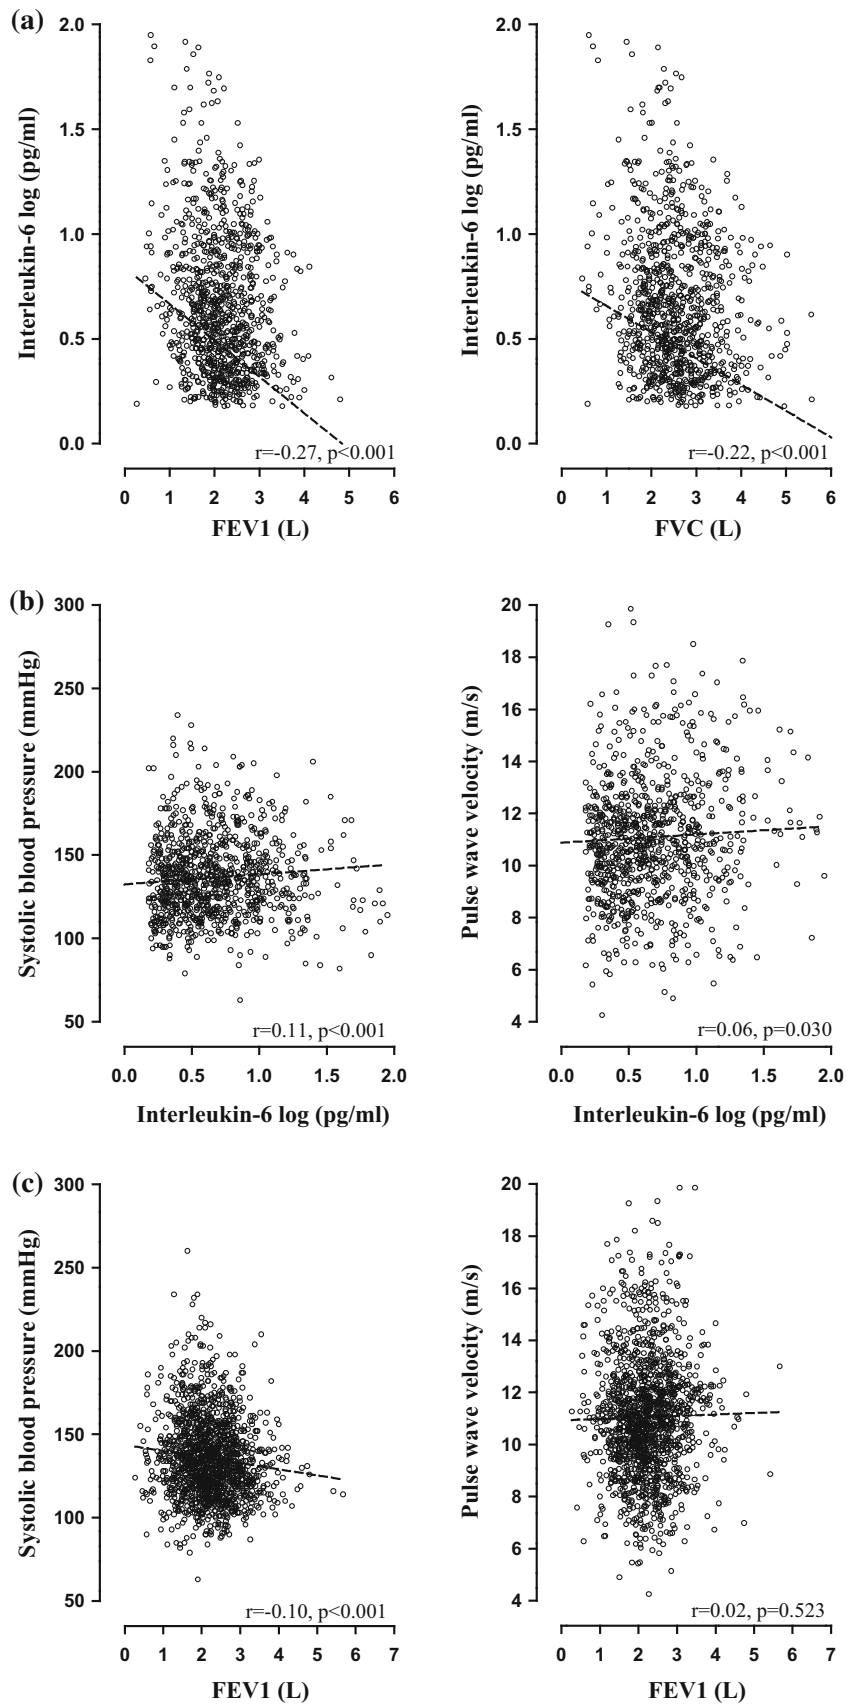 (a)
Interleukin-6 log (pg/ml)
2.0
1.5
1.0
0.5
0.0
r=-0.27, p<0.001
0 1 2 3 4 5 6
FEV1 (L)
Interleukin-6 log (pg/ml)
2.0
1.5
1.0
0.5
0.0
r=-0.22, p<0.001
0 1 2 3 4 5 6
FVC (L)
(b)
Systolic blood pressure (mmHg)
300
250
200
150
100
50
r=0.11, p<0.001
0.0 0.5 1.0 1.5 2.0
Interleukin-6 log (pg/ml)
Pulse wave velocity (m/s)
20
18
16
14
12
10
8
6
4
r=0.06, p=0.030
0.0 0.5 1.0 1.5 2.0
Interleukin-6 log (pg/ml)
(c)
Systolic blood pressure (mmHg)
300
250
200
150
100
50
r=-0.10, p<0.001
0 1 2 3 4 5 6 7
FEV1 (L)
Pulse wave velocity (m/s)
20
18
16
14
12
10
8
6
4
r=0.02, p=0.523
0 1 2 3 4 5 6 7
FEV1 (L)